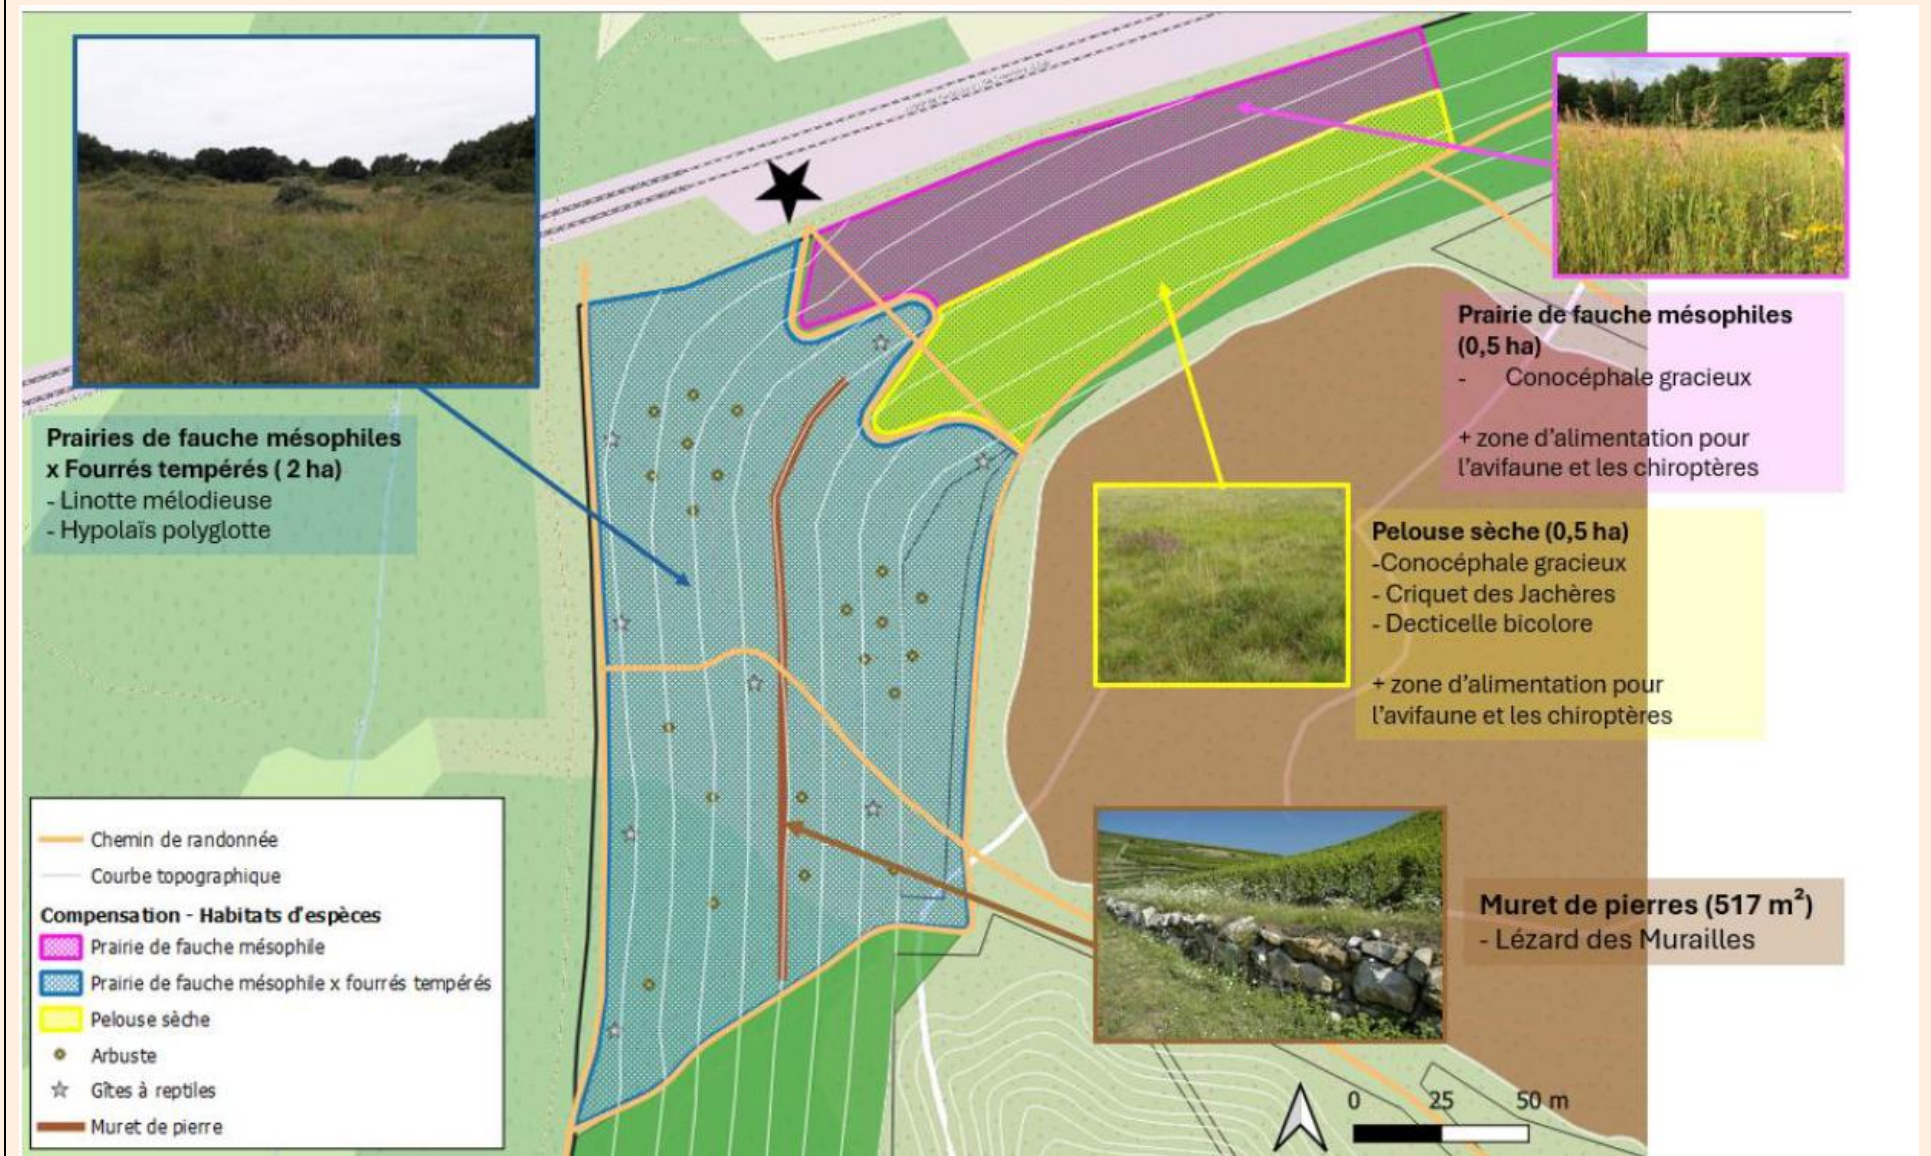 Prairies de fauche mésophiles
x Fourrés tempérés ( 2 ha)
- Linotte mélodieuse
- Hypolaïs polyglotte
Prairie de fauche mésophiles
(0,5 ha)
- Conocéphale gracieux
+ zone d'alimentation pour
l'avifaune et les chiroptères
Pelouse sèche (0,5 ha)
-Conocéphale gracieux
- Criquet des Jachères
- Decticelle bicolore
+ zone d'alimentation pour
l'avifaune et les chiroptères
Muret de pierres (517 m²)
- Lézard des Murailles
Chemin de randonnée
Courbe topographique
Compensation - Habitats d'espèces
Prairie de fauche mésophile
Prairie de fauche mésophile x fourrés tempérés
Pelouse sèche
Arbuste
Gîtes à reptiles
Muret de pierre
0 25 50 m